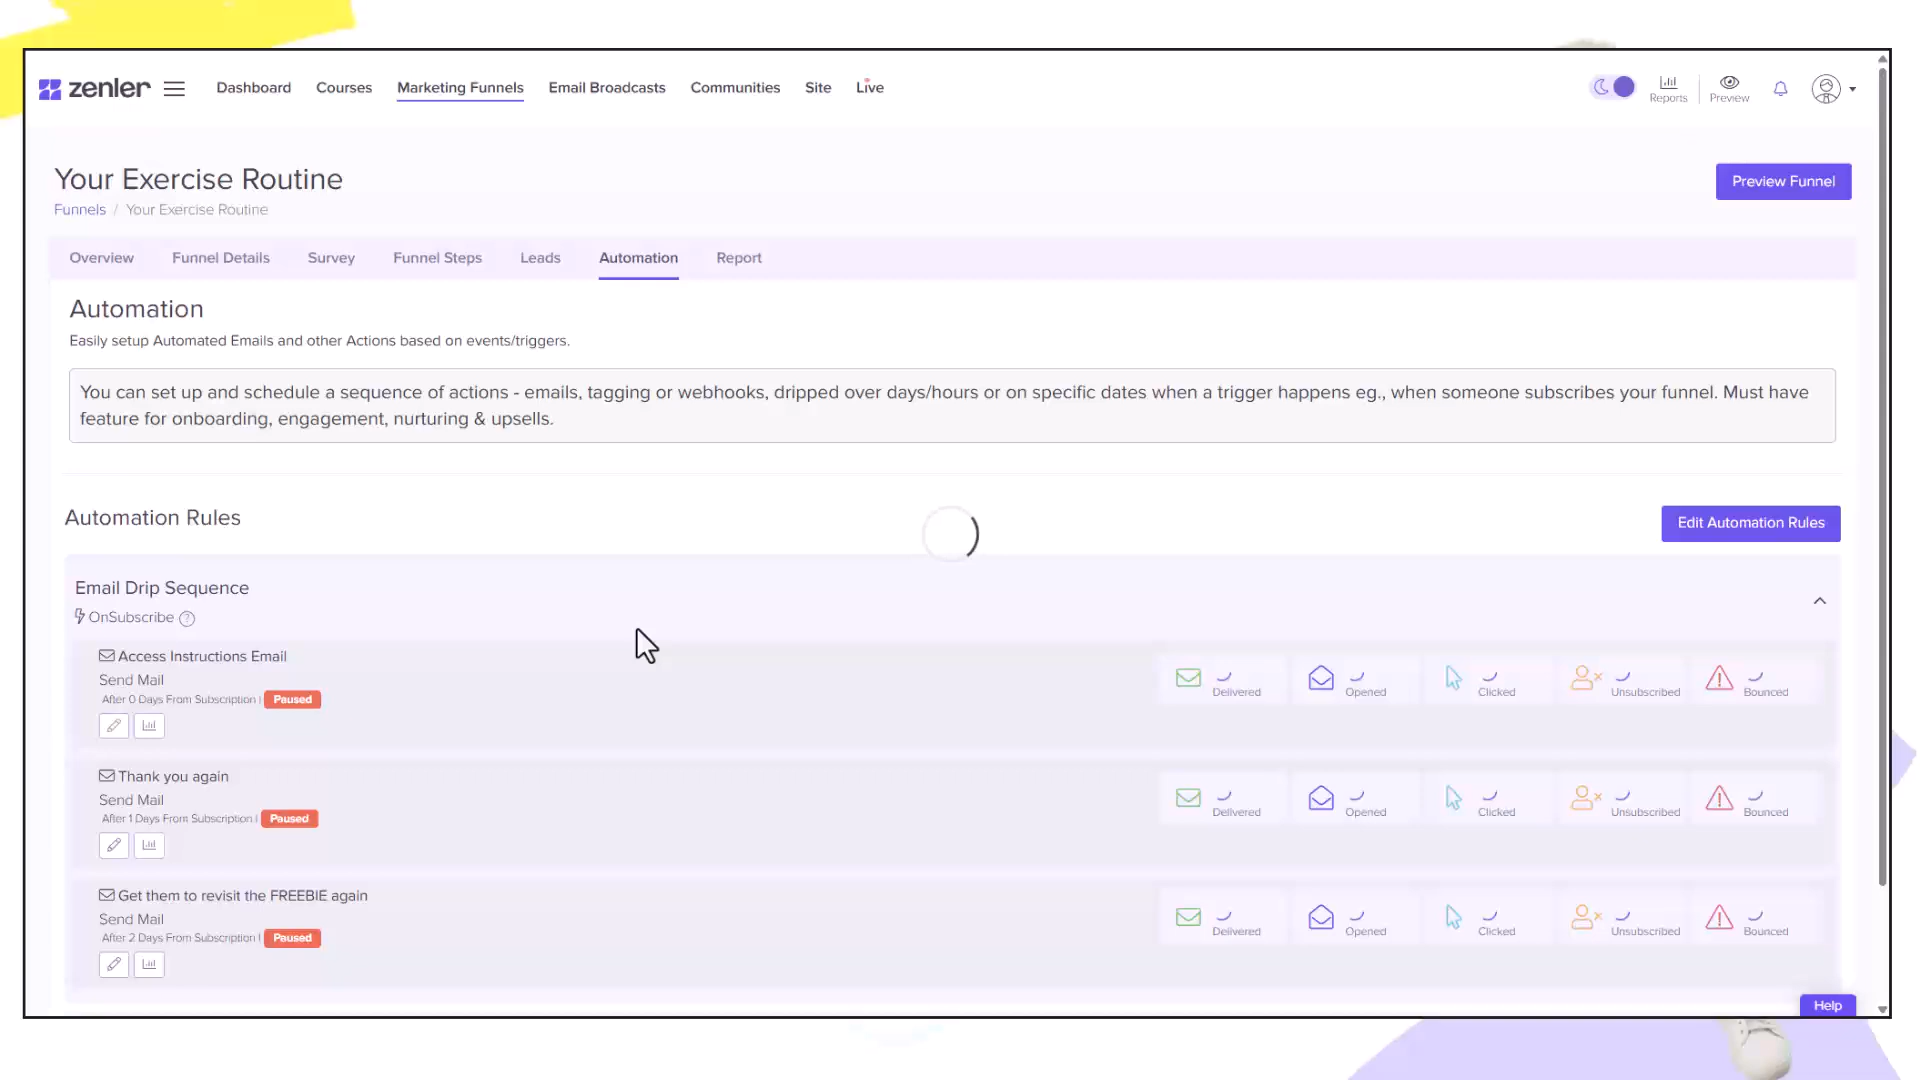 zenler
Dashboard Courses Marketing Funnels Email Broadcasts Communities Site Live
Reports Preview
Your Exercise Routine
Preview Funnel
Funnels / Your Exercise Routine
Overview Funnel Details Survey Funnel Steps Leads Automation Report
Automation
Easily setup Automated Emails and other Actions based on events/triggers.
You can set up and schedule a sequence of actions - emails, tagging or webhooks, dripped over days/hours or on specific dates when a trigger happens eg., when someone subscribes your funnel. Must have
feature for onboarding, engagement, nurturing & upsells.
Automation Rules
Edit Automation Rules
Email Drip Sequence
OnSubscribe ?
Access Instructions Email
Send Mail
After 0 Days From Subscription | Paused
Delivered Opened Clicked Unsubscribed Bounced
Thank you again
Send Mail
After 1 Days From Subscription | Paused
Delivered Opened Clicked Unsubscribed Bounced
Get them to revisit the FREEBIE again
Send Mail
After 2 Days From Subscription | Paused
Delivered Opened Clicked Unsubscribed Bounced
Help